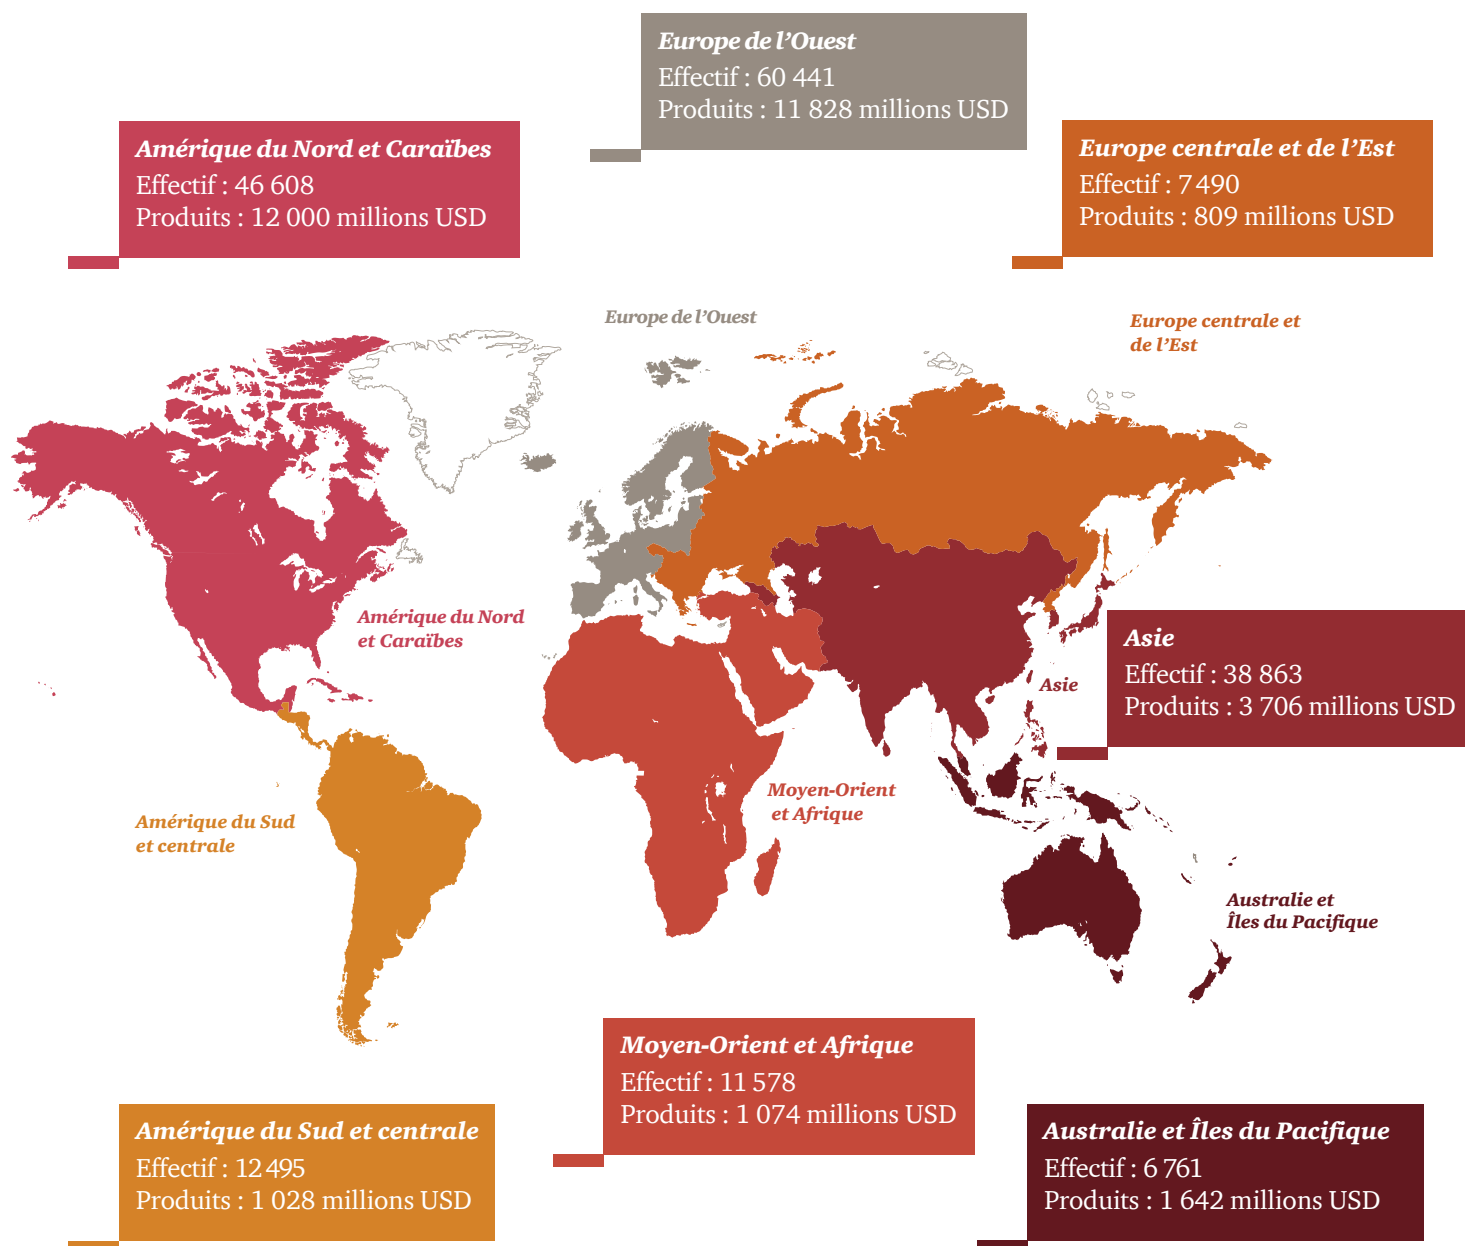 Europe de l’Ouest
Effectif : 60 441
Produits : 11 828 millions USD
Amérique du Nord et Caraïbes
Effectif : 46 608
Produits : 12 000 millions USD
Europe centrale et de l’Est
Effectif : 7 490
Produits : 809 millions USD
Europe de l’Ouest
Europe centrale et
de l’Est
Amérique du Nord
et Caraïbes
Asie
Effectif : 38 863
Produits : 3 706 millions USD
Asie
Moyen-Orient
et Afrique
Amérique du Sud
et centrale
Australie et
Îles du Pacifique
Moyen-Orient et Afrique
Effectif : 11 578
Produits : 1 074 millions USD
Amérique du Sud et centrale
Effectif : 12 495
Produits : 1 028 millions USD
Australie et Îles du Pacifique
Effectif : 6 761
Produits : 1 642 millions USD